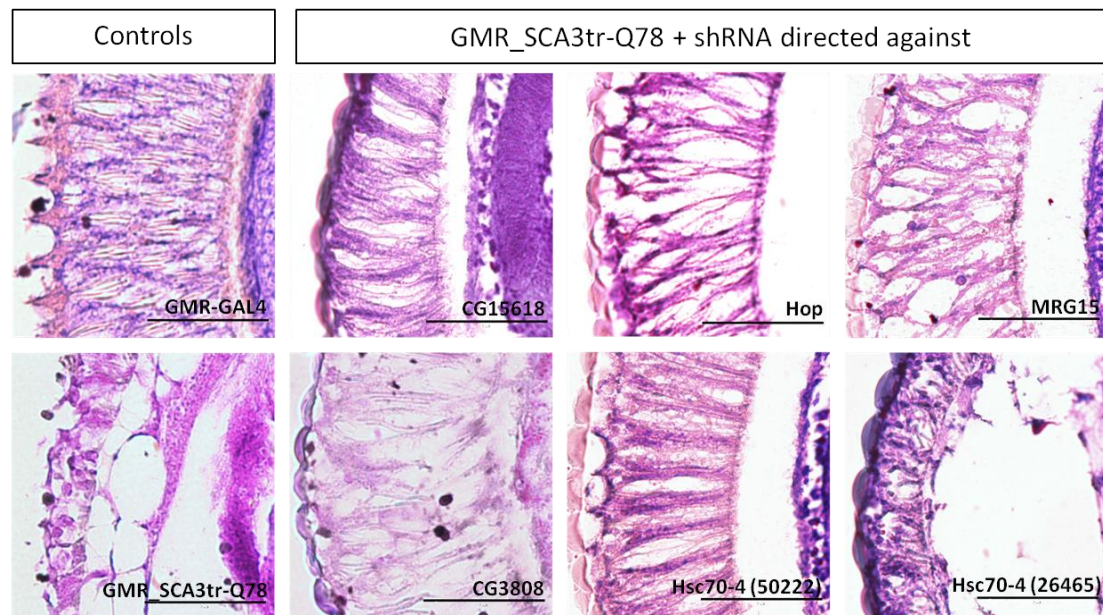 Controls
GMR_SCA3tr-Q78 + shRNA directed against
GMR-GAL4
CG15618
Hop
MRG15
GMR_SCA3tr-Q78
CG3808
Hsc70-4 (50222)
Hsc70-4 (26465)